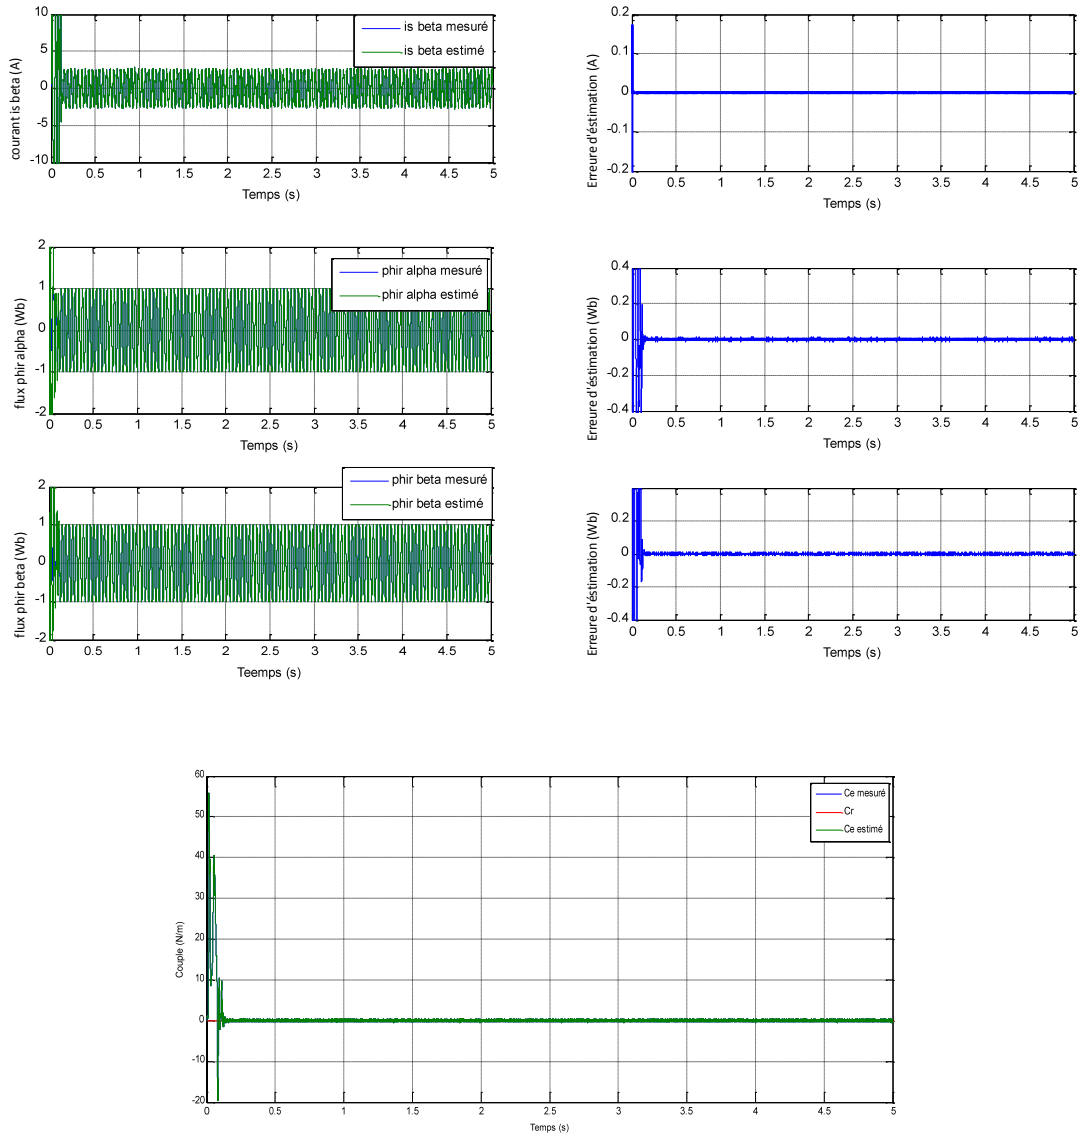 is beta mesuré
is beta estimé
courant is beta (A)
10
5
0
-5
-10
0 0.5 1 1.5 2 2.5 3 3.5 4 4.5 5
Temps (s)
Erreure d'éstimation (A)
0.2
0.1
0
-0.1
-0.2
0 0.5 1 1.5 2 2.5 3 3.5 4 4.5 5
Temps (s)
phir alpha mesuré
phir alpha estimé
flux phir alpha (Wb)
2
1
0
-1
-2
0 0.5 1 1.5 2 2.5 3 3.5 4 4.5 5
Temps (s)
Erreure d'éstimation (Wb)
0.4
0.2
0
-0.2
-0.4
0 0.5 1 1.5 2 2.5 3 3.5 4 4.5 5
Temps (s)
phir beta mesuré
phir beta estimé
flux phir beta (Wb)
2
1
0
-1
-2
0 0.5 1 1.5 2 2.5 3 3.5 4 4.5 5
Teemps (s)
Erreure d'éstimation (Wb)
0.2
0
-0.2
-0.4
0 0.5 1 1.5 2 2.5 3 3.5 4 4.5 5
Temps (s)
Ce mesuré
Cr
Ce estimé
Couple (N/m)
60
50
40
30
20
10
0
-10
-20
0 0.5 1 1.5 2 2.5 3 3.5 4 4.5 5
Temps (s)